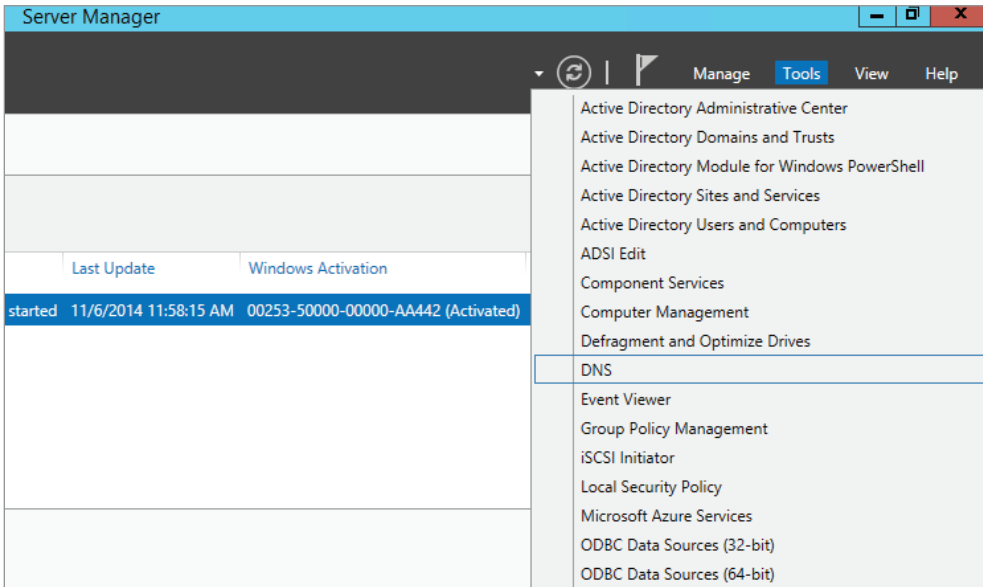 Server Manager
Manage Tools View Help
Active Directory Administrative Center
Active Directory Domains and Trusts
Active Directory Module for Windows PowerShell
Active Directory Sites and Services
Active Directory Users and Computers
ADSI Edit
Component Services
Computer Management
Defragment and Optimize Drives
DNS
Event Viewer
Group Policy Management
iSCSI Initiator
Local Security Policy
Microsoft Azure Services
ODBC Data Sources (32-bit)
ODBC Data Sources (64-bit)
Last Update Windows Activation
started 11/6/2014 11:58:15 AM 00253-50000-00000-AA442 (Activated)